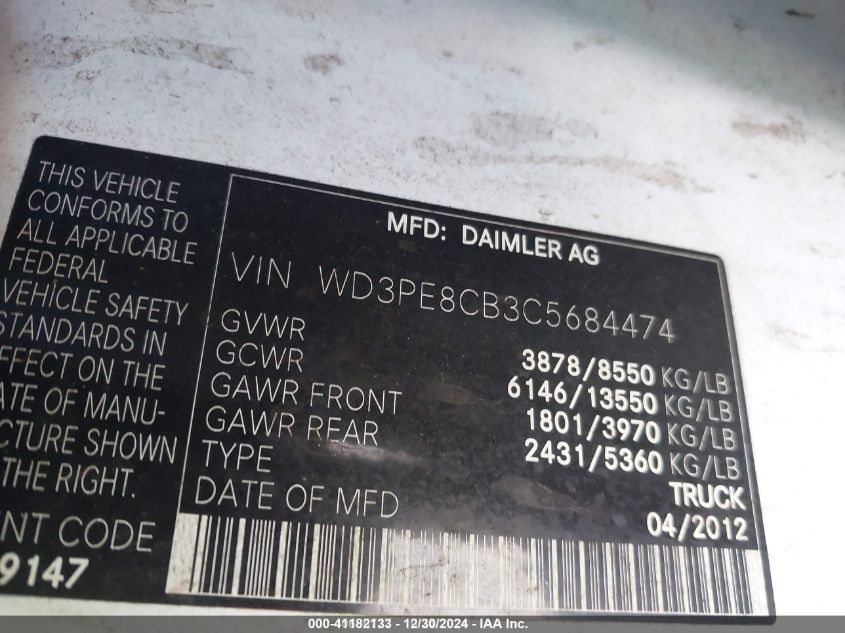 THIS VEHICLE
CONFORMS TO
ALL APPLICABLE
FEDERAL
VEHICLE SAFETY
STANDARDS IN
EFFECT ON THE
DATE OF MANU-
FACTURE SHOWN
THE RIGHT.
NT CODE
9147
MFD: DAIMLER AG
VIN WD3PE8CB3C5684474
GVWR 3878/8550 KG/LB
GCWR 6146/13550 KG/LB
GAWR FRONT 1801/3970 KG/LB
GAWR REAR 2431/5360 KG/LB
TYPE TRUCK
DATE OF MFD 04/2012
000-41182133 - 12/30/2024 - IAA Inc.